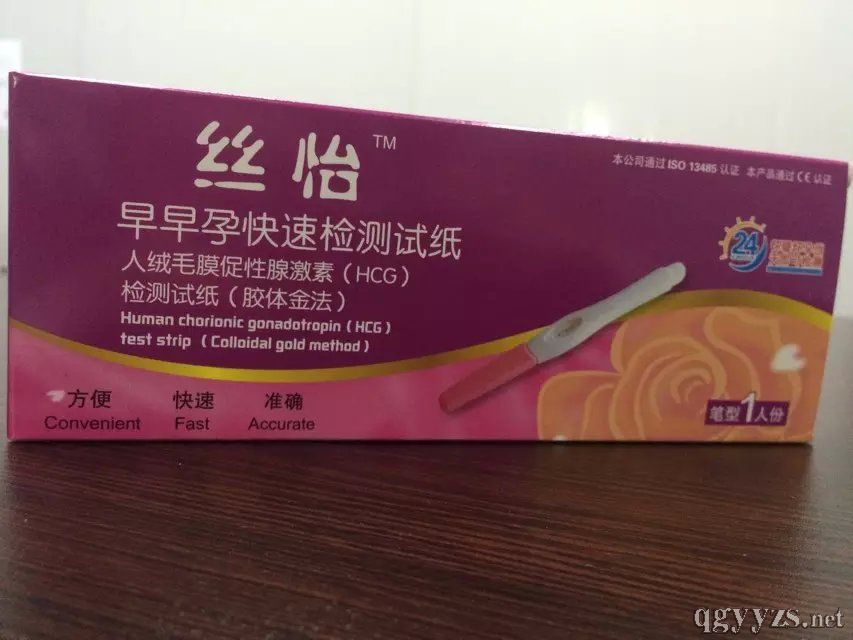 丝怡™
本公司通过 ISO 13485 认证 本产品通过 CE 认证
早早孕快速检测试纸
人绒毛膜促性腺激素（HCG）
检测试纸（胶体金法）
Human chorionic gonadotropin ( HCG )
test strip ( Colloidal gold method )
24
方便 快速 准确
Convenient Fast Accurate
笔型1人份
qgyyzs.net